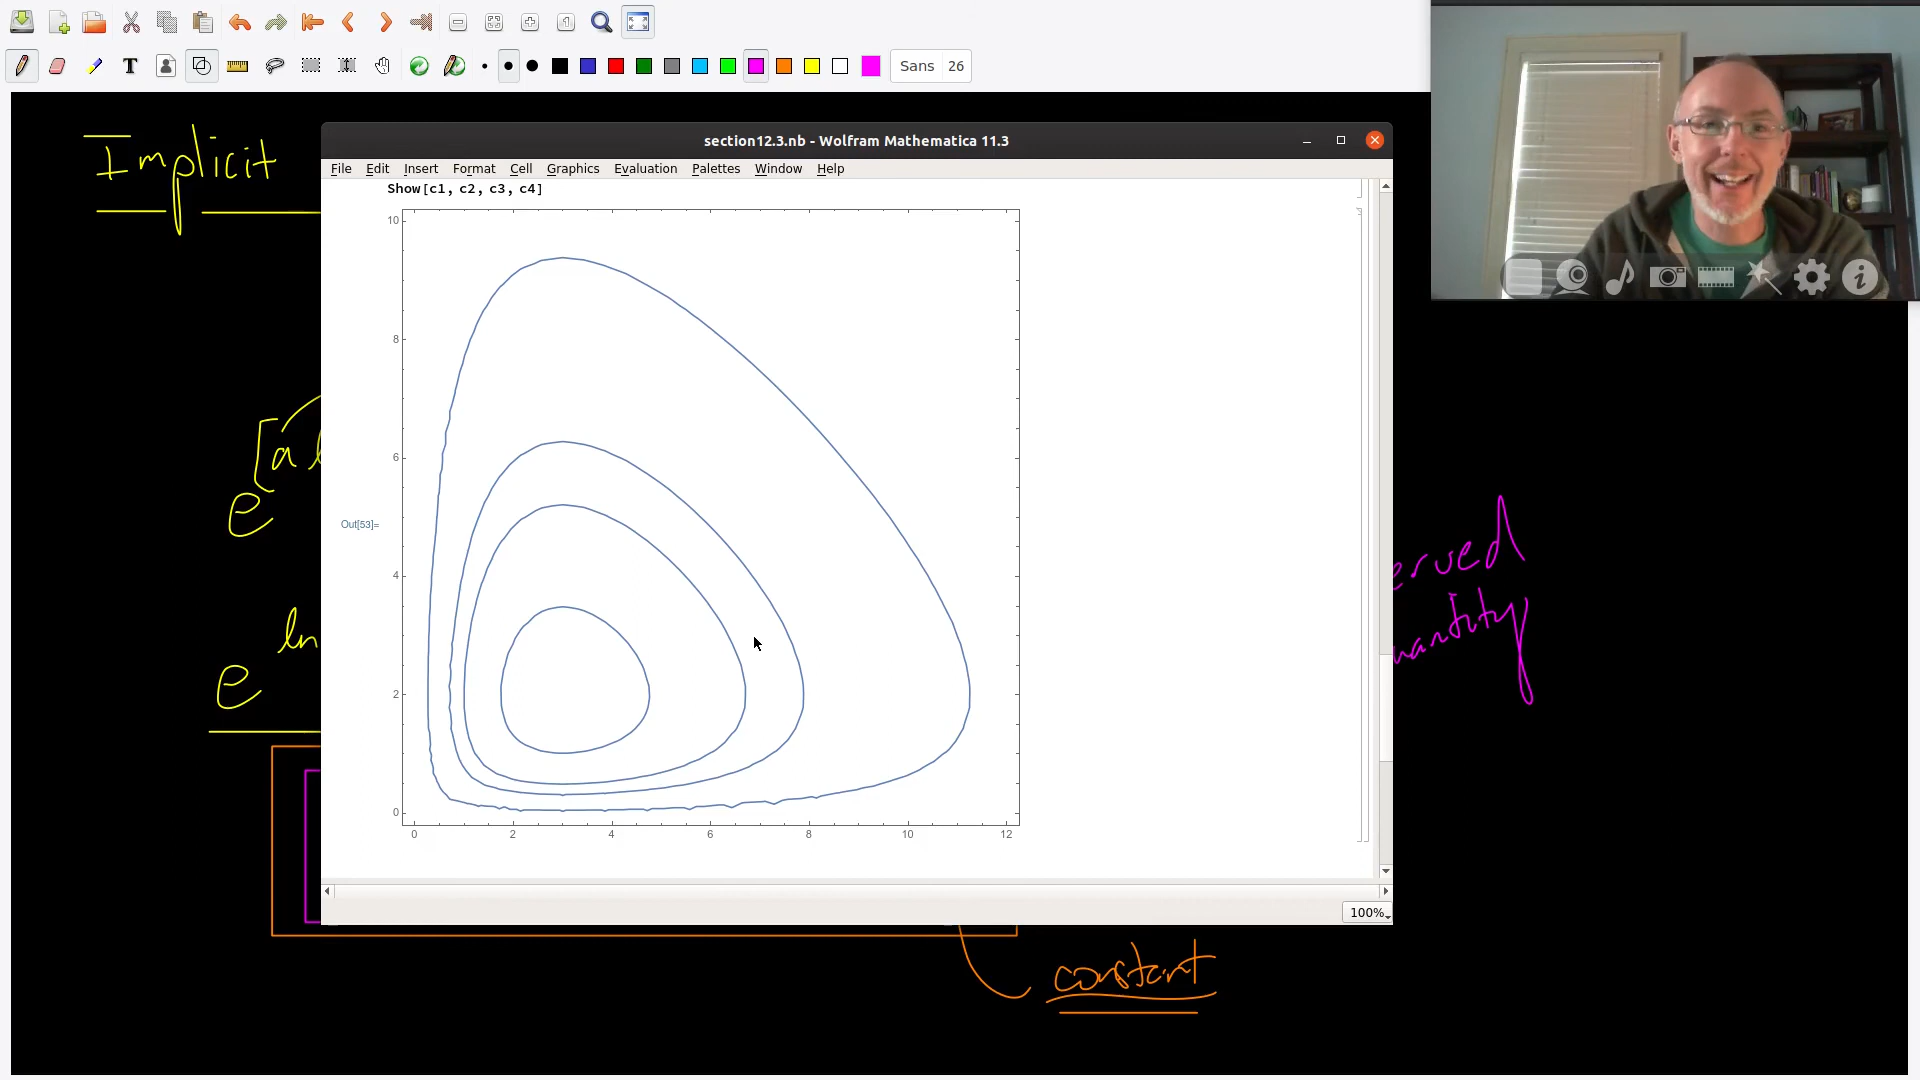 Sans 26
Implicit
section12.3.nb - Wolfram Mathematica 11.3
File Edit Insert Format Cell Graphics Evaluation Palettes Window Help
Show[c1, c2, c3, c4]
10
8
6
4
2
0
0 2 4 6 8 10 12
Out[53]=
100%
[a
e
ln
e
erved
uantity
constant